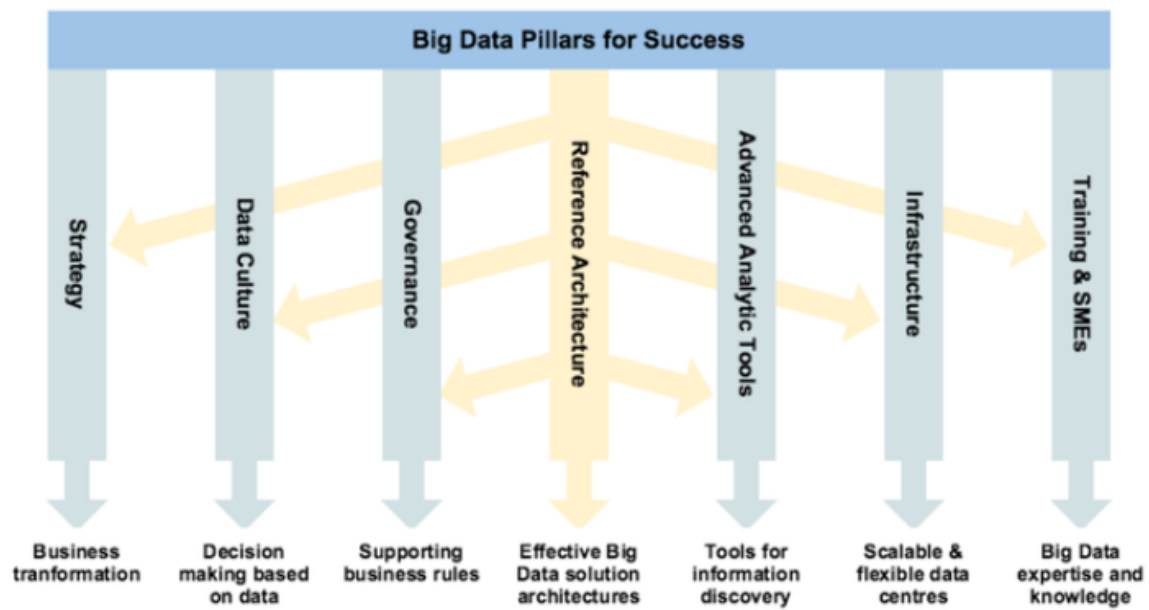 Big Data Pillars for Success
Strategy
Data Culture
Governance
Reference Architecture
Advanced Analytic Tools
Infrastructure
Training & SMEs
Business
tranformation
Decision
making based
on data
Supporting
business rules
Effective Big
Data solution
architectures
Tools for
information
discovery
Scalable &
flexible data
centres
Big Data
expertise and
knowledge